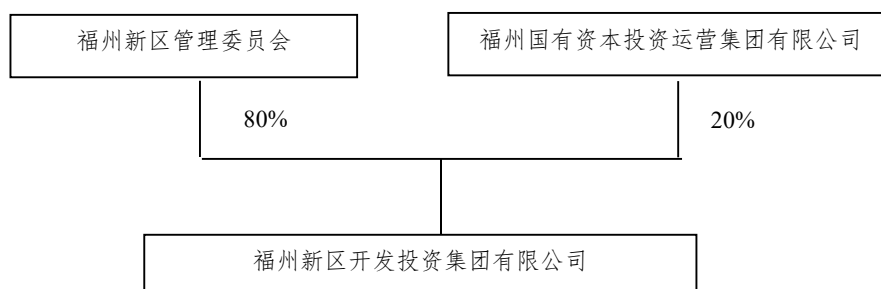 福州新区管理委员会
福州国有资本投资运营集团有限公司
80%
20%
福州新区开发投资集团有限公司